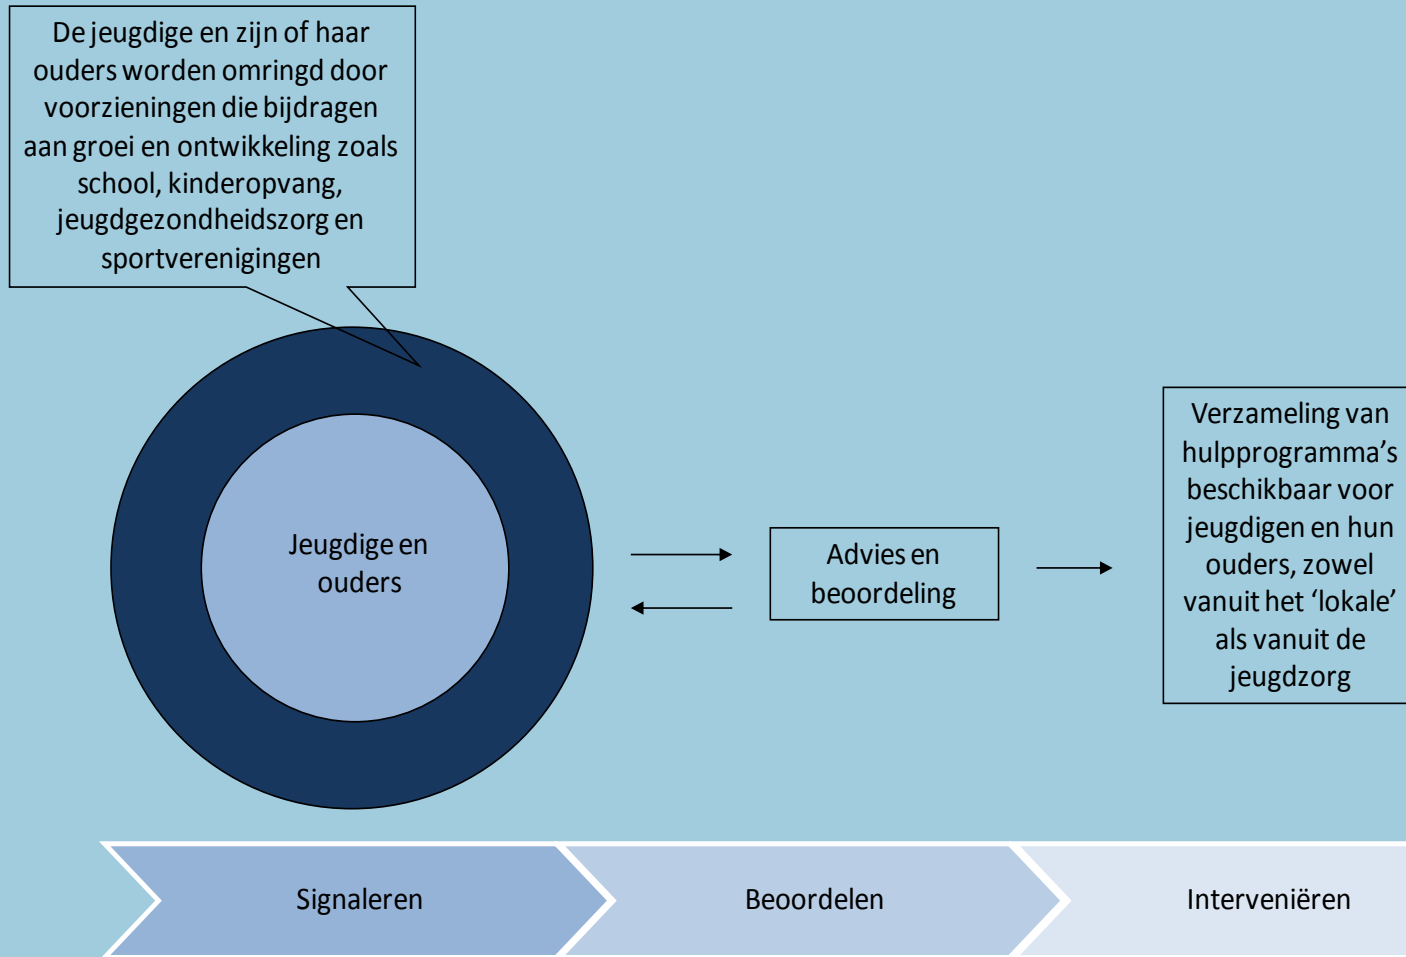 De jeugdige en zijn of haar
ouders worden omringd door
voorzieningen die bijdragen
aan groei en ontwikkeling zoals
school, kinderopvang,
jeugdgezondheidszorg en
sportverenigingen
Jeugdige en
ouders
Advies en
beoordeling
Verzameling van
hulpprogramma’s
beschikbaar voor
jeugdigen en hun
ouders, zowel
vanuit het ‘lokale’
als vanuit de
jeugdzorg
Signaleren
Beoordelen
Interveniëren